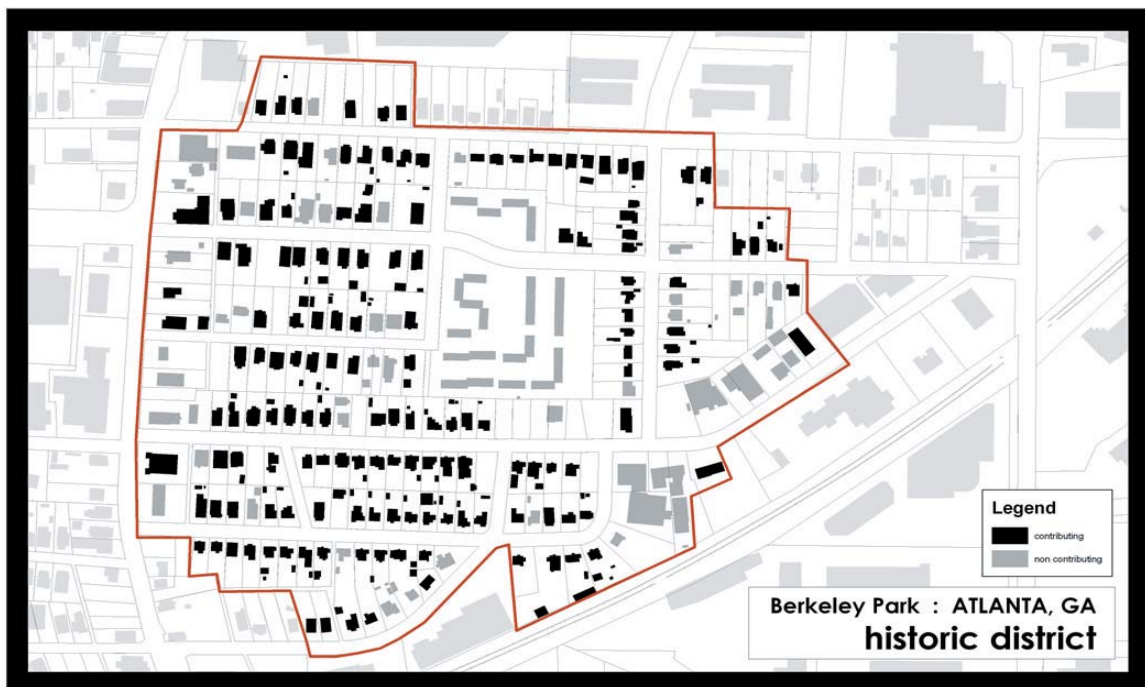 Legend
contributing
non contributing
Berkeley Park : ATLANTA, GA
historic district